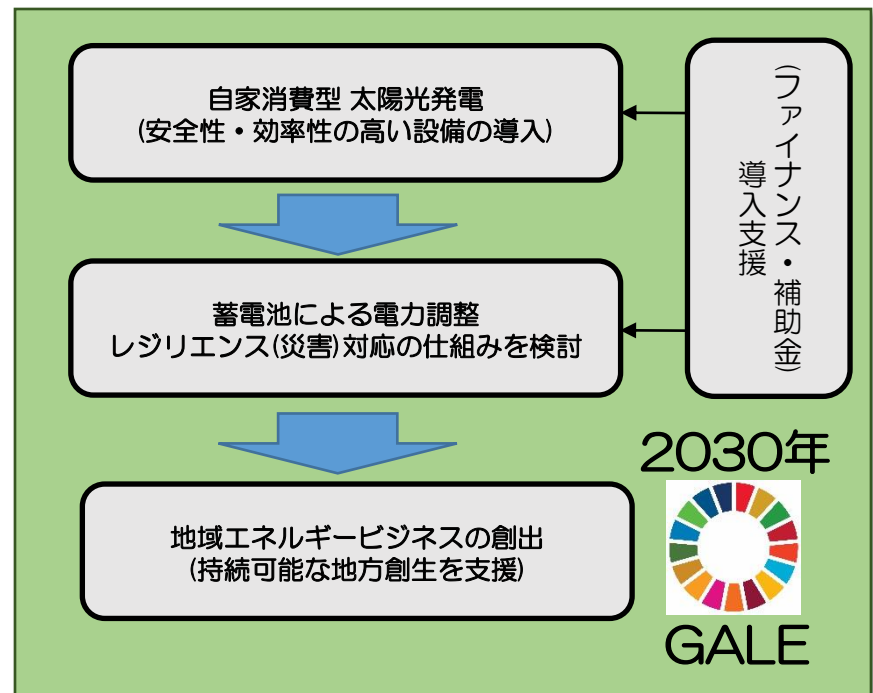 自家消費型 太陽光発電
(安全性・効率性の高い設備の導入)
(ファイナンス・補助金)
導入支援
蓄電池による電力調整
レジリエンス(災害)対応の仕組みを検討
地域エネルギービジネスの創出
(持続可能な地方創生を支援)
2030年
GALE